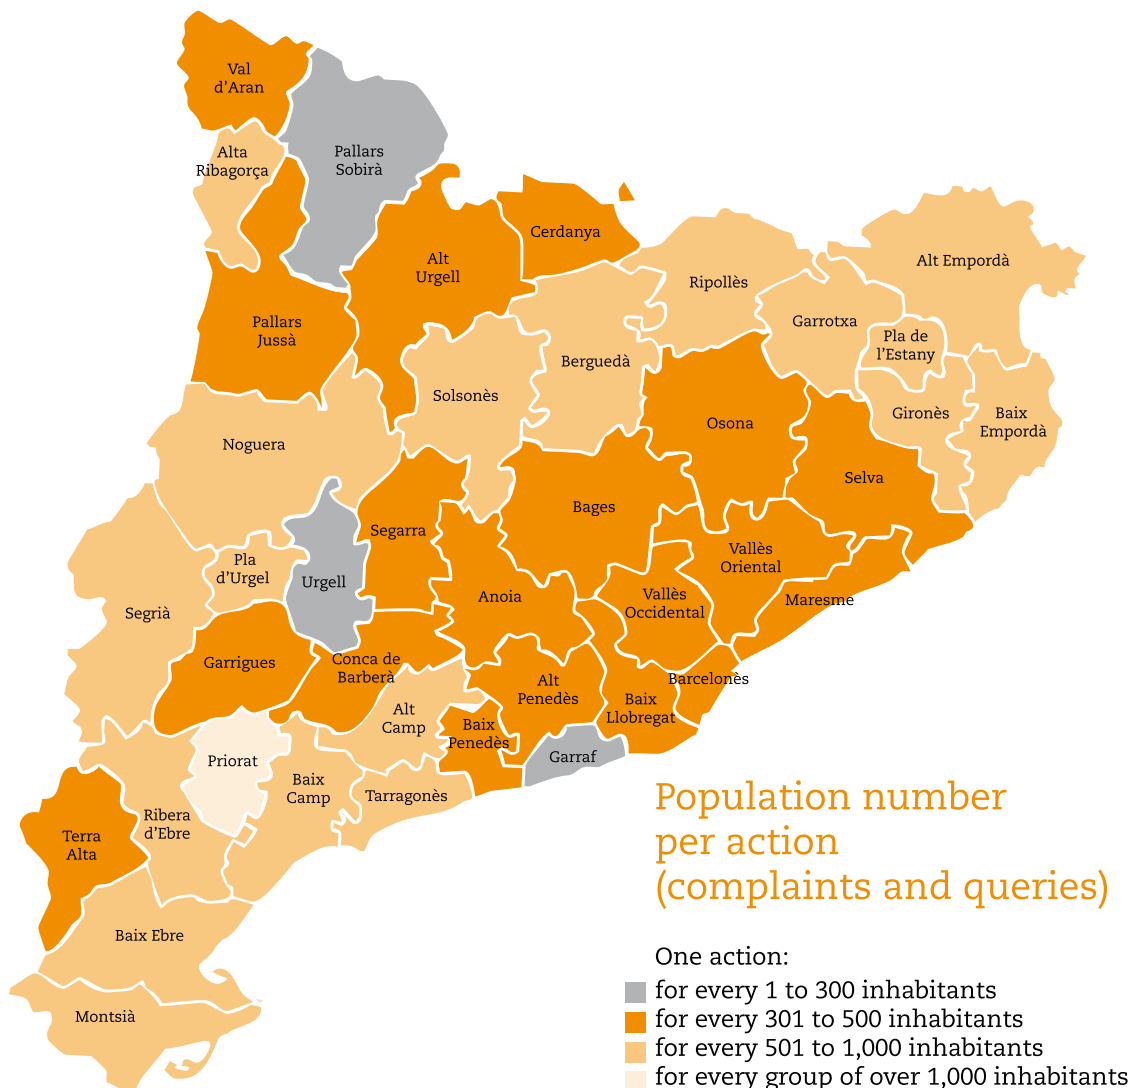 Val
d'Aran
Alta
Ribagorça
Pallars
Sobirà
Cerdanya
Alt
Urgell
Alt Empordà
Ripollès
Pallars
Jussà
Garrotxa
Pla de
l'Estany
Berguedà
Solsonès
Gironès
Baix
Empordà
Osona
Noguera
Selva
Bages
Segarra
Vallès
Oriental
Pla
d'Urgel
Urgell
Anoia
Vallès
Occidental
Maresme
Segrià
Garrigues
Conca de
Barberà
Barcelonès
Alt
Penedès
Baix
Llobregat
Alt
Camp
Baix
Penedès
Garraf
Priorat
Baix
Camp
Tarragonès
Ribera
d'Ebre
Terra
Alta
Baix Ebre
Montsià
Population number
per action
(complaints and queries)
One action:
for every 1 to 300 inhabitants
for every 301 to 500 inhabitants
for every 501 to 1,000 inhabitants
for every group of over 1,000 inhabitants